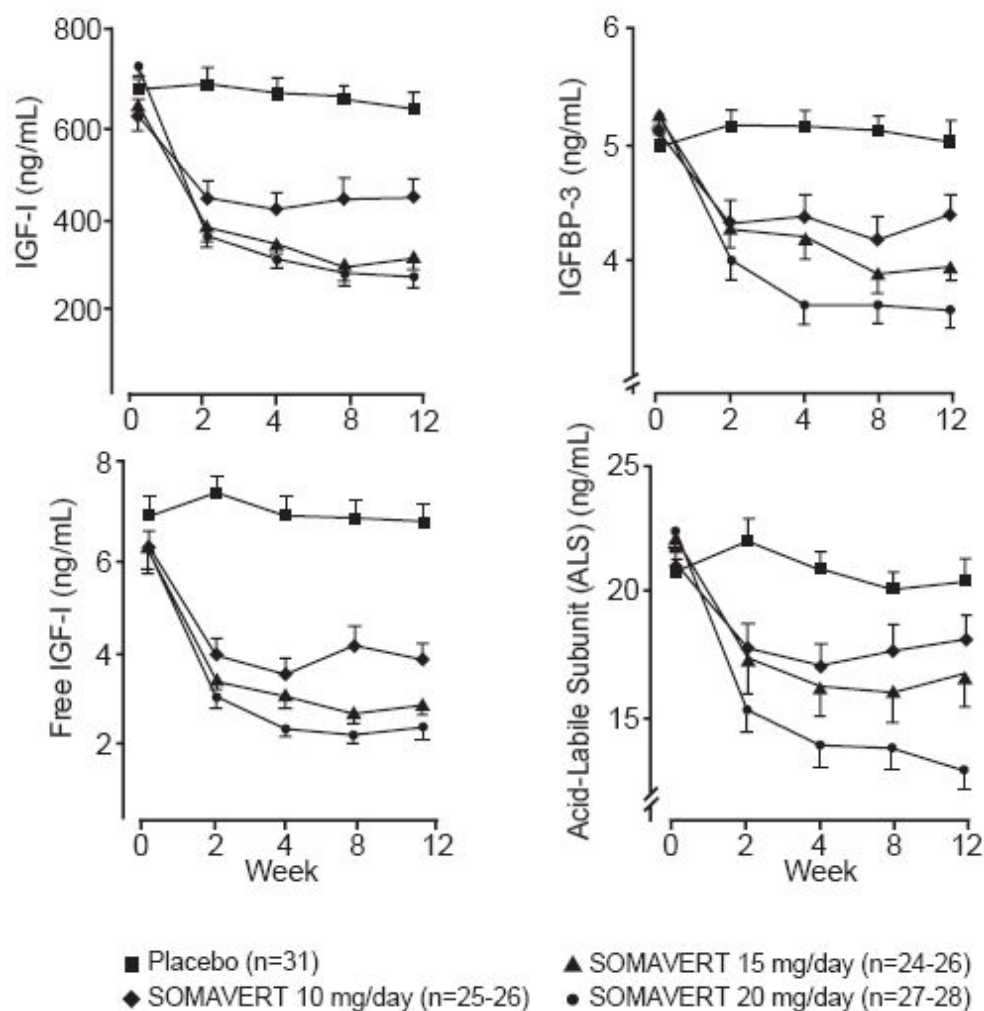 IGF-I (ng/mL)
800
600
400
200
0 2 4 8 12
IGFBP-3 (ng/mL)
6
5
4
0 2 4 8 12
Free IGF-I (ng/mL)
8
6
4
2
0 2 4 8 12
Week
Acid-Labile Subunit (ALS) (ng/mL)
25
20
15
0 2 4 8 12
Week
Placebo (n=31)
SOMAVERT 10 mg/day (n=25-26)
SOMAVERT 15 mg/day (n=24-26)
SOMAVERT 20 mg/day (n=27-28)